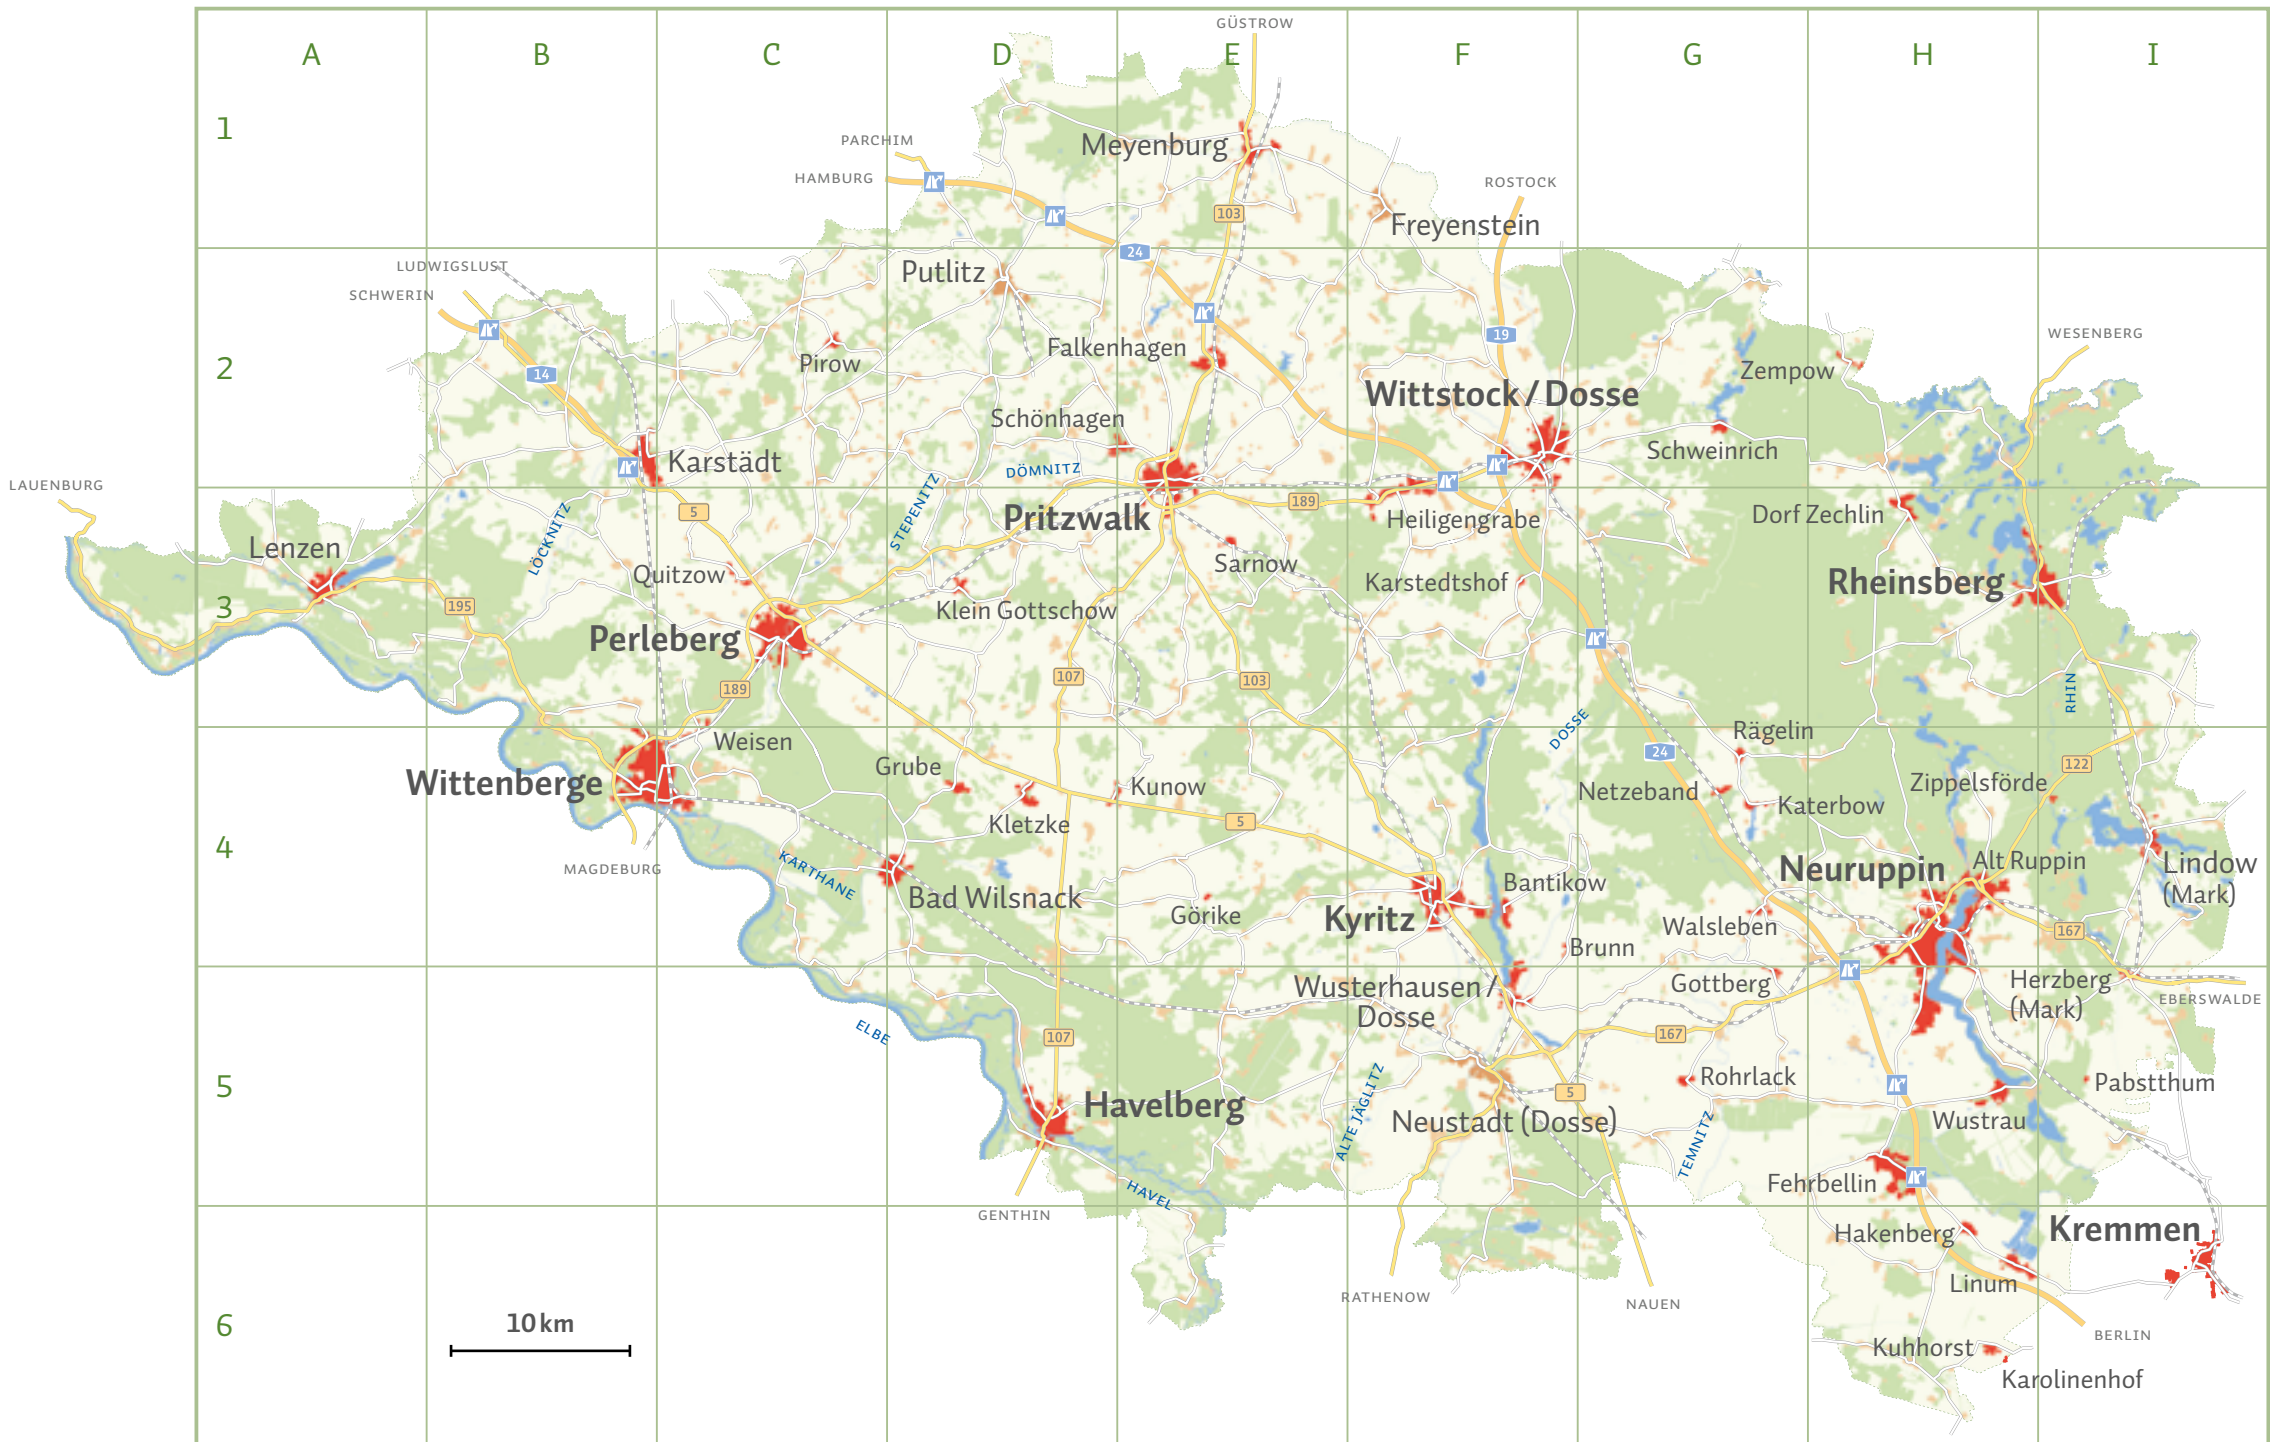 GÜSTROW
A
B
C
D
E
F
G
H
I
1
PARCHIM
Meyenburg
HAMBURG
ROSTOCK
103
Freyenstein
24
LUDWIGSLUST
Putlitz
SCHWERIN
19
WESENBERG
Falkenhagen
Pirow
2
14
Zempow
Wittstock / Dosse
Schönhagen
Schweinrich
Karstädt
DÖMNITZ
LAUENBURG
189
5
STEPENITZ
Pritzwalk
Heiligengrabe
Dorf Zechlin
LÖCKNITZ
Lenzen
Sarnow
Quitzow
Karstedtshof
Rheinsberg
3
195
Klein Gottschow
Perleberg
107
103
189
RHIN
DOSSE
Rägelin
Weisen
24
122
Grube
Wittenberge
Kunow
Netzeband
Zippelsförde
Katerbow
Kletzke
5
4
MAGDEBURG
KARTHANE
Neuruppin
Alt Ruppin
Lindow
(Mark)
Bantikow
Bad Wilsnack
Görike
Kyritz
Walsleben
167
Brunn
Wusterhausen /
Dosse
Gottberg
Herzberg
(Mark)
EBERSWALDE
ELBE
107
167
5
Rohrlack
Pabstthum
5
Havelberg
ALTE JÄGLITZ
Neustadt (Dosse)
Wustrau
TEMNITZ
Fehrbellin
HAVEL
GENTHIN
Hakenberg
Kremmen
Linum
RATHENOW
NAUEN
6
10 km
BERLIN
Kuhhorst
Karolinenhof